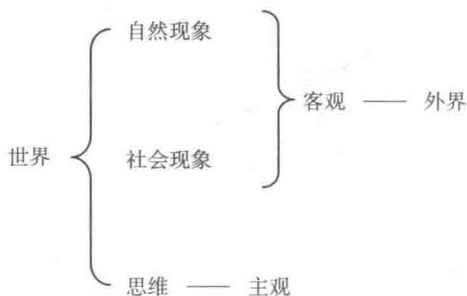 自然现象
客观 —— 外界
世界
社会现象
思维 —— 主观